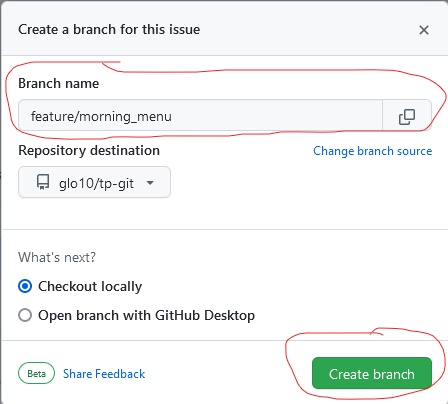 Create a branch for this issue
Branch name
feature/morning_menu
Repository destination
Change branch source
glo10/tp-git
What's next?
Checkout locally
Open branch with GitHub Desktop
Beta Share Feedback
Create branch